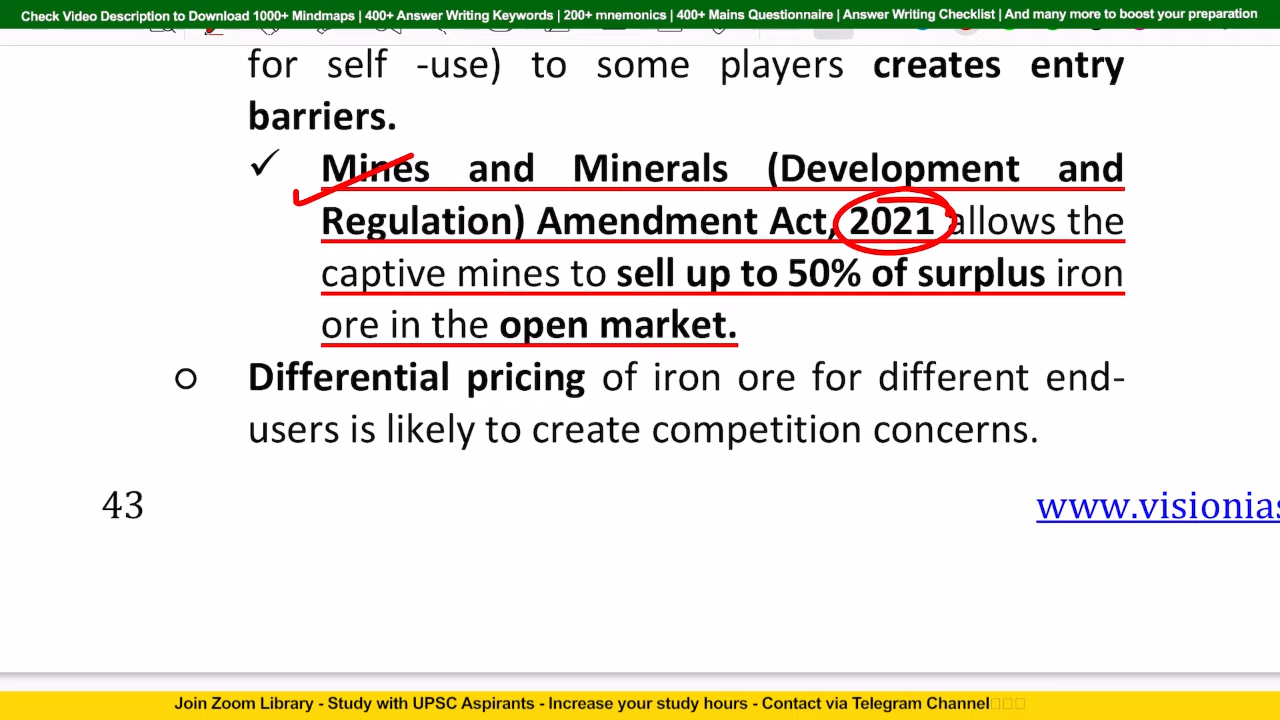 Check Video Description to Download 1000+ Mindmaps | 400+ Answer Writing Keywords | 200+ mnemonics | 400+ Mains Questionnaire | Answer Writing Checklist | And many more to boost your preparation
for self -use) to some players creates entry
barriers.
✓ Mines and Minerals (Development and
Regulation) Amendment Act, 2021 allows the
captive mines to sell up to 50% of surplus iron
ore in the open market.
○ Differential pricing of iron ore for different end-
users is likely to create competition concerns.
43
www.visionias
Join Zoom Library - Study with UPSC Aspirants - Increase your study hours - Contact via Telegram Channel